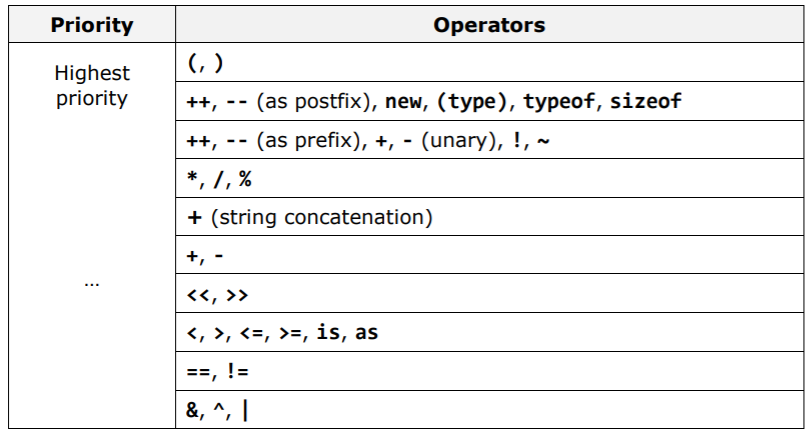 Priority Operators
Highest priority
(, )
++, -- (as postfix), new, (type), typeof, sizeof
++, -- (as prefix), +, - (unary), !, ~
*, /, %
+ (string concatenation)
...
+, -
<<, >>
<, >, <=, >=, is, as
==, !=
&, ^, |